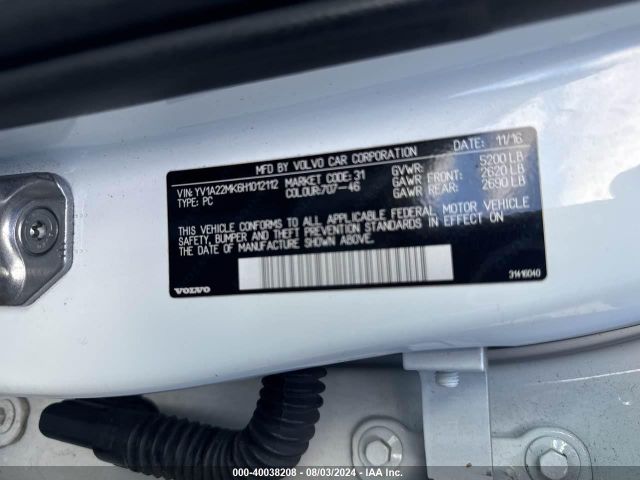 MFD BY VOLVO CAR CORPORATION
DATE: 11/16
VIN: YV1A22MK6H1012112 MARKET CODE: 31 GVWR: 5200 LB
TYPE: PC COLOUR: 707-46 GAWR FRONT: 2620 LB
GAWR REAR: 2690 LB
THIS VEHICLE CONFORMS TO ALL APPLICABLE FEDERAL MOTOR VEHICLE
SAFETY, BUMPER AND THEFT PREVENTION STANDARDS IN EFFECT ON
THE DATE OF MANUFACTURE SHOWN ABOVE.
VOLVO 31416040
000-40038208 - 08/03/2024 - IAA Inc.